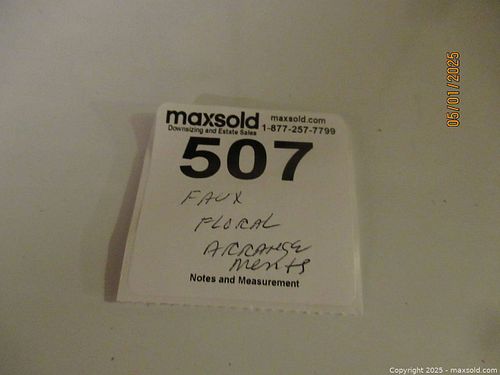 maxsold maxsold.com
Downsizing and Estate Sales 1-877-257-7799
507
FAUX
FLORAL
ARRANGE
MENTS
Notes and Measurement
05/01/2025
Copyright 2025 - maxsold.com